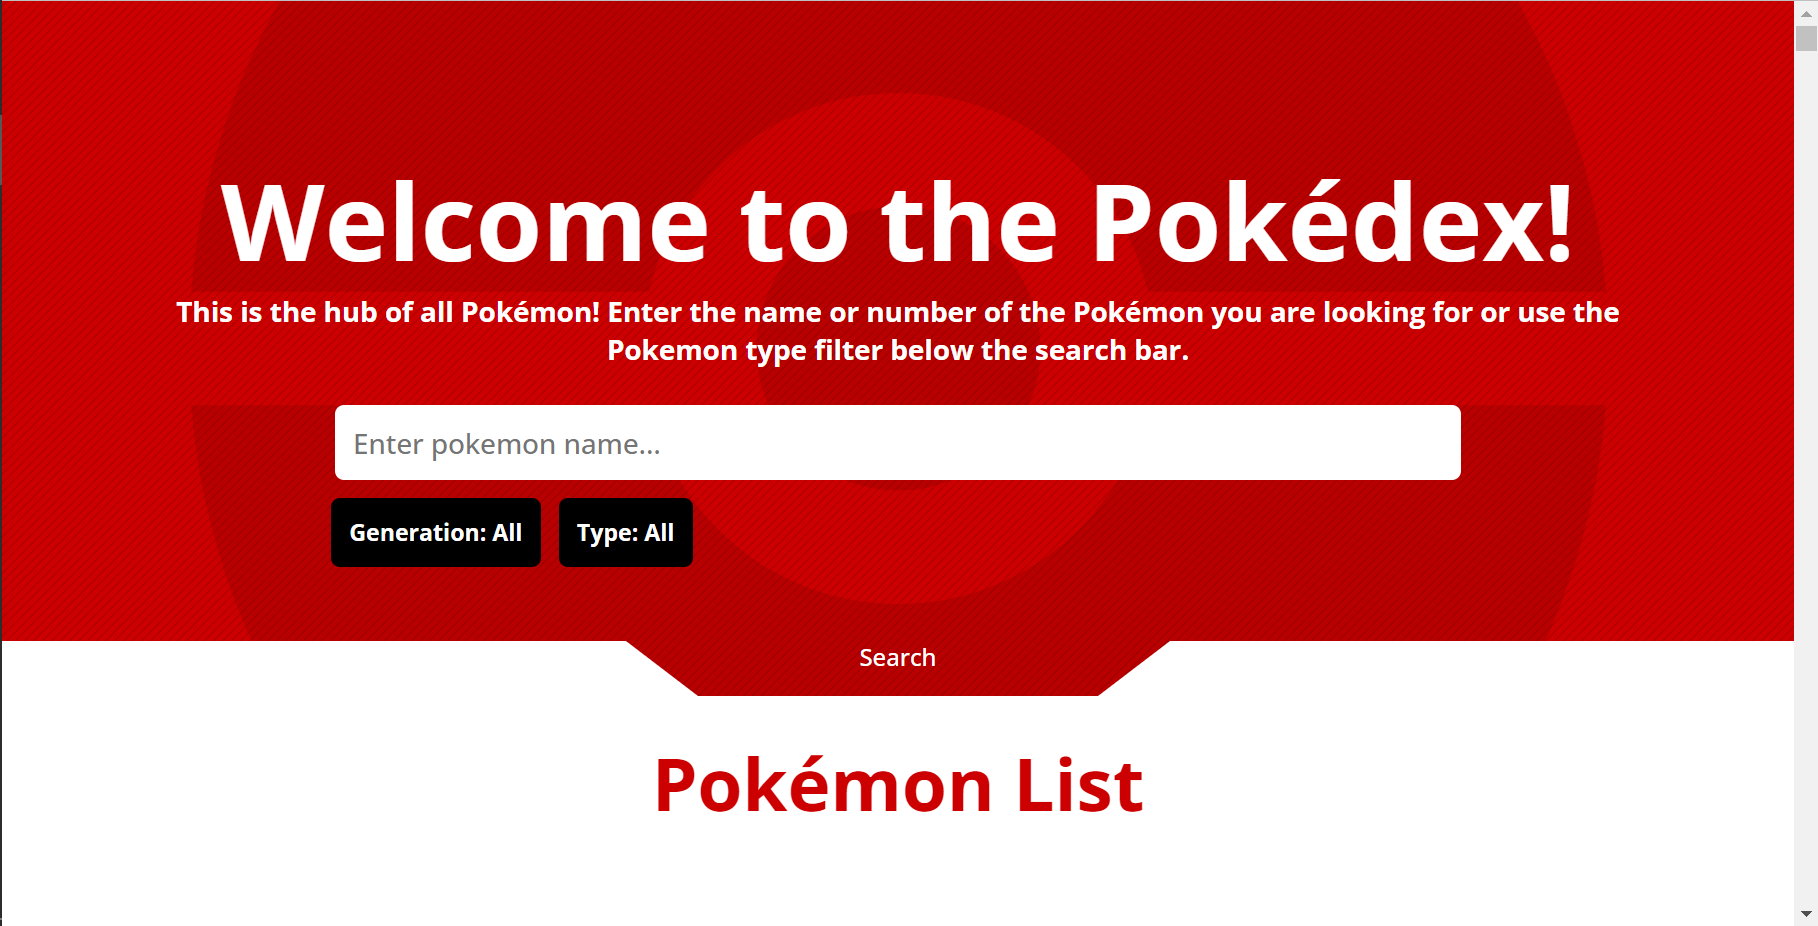 Welcome to the Pokédex!
This is the hub of all Pokémon! Enter the name or number of the Pokémon you are looking for or use the
Pokemon type filter below the search bar.
Enter pokemon name...
Generation: All
Type: All
Search
Pokémon List